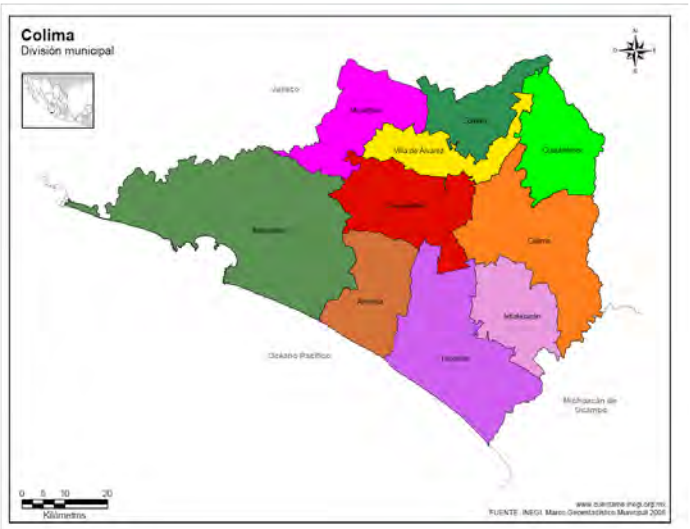 Colima
División municipal
Jalisco
Minatitlán
Comala
Villa de Álvarez
Cuauhtémoc
Coquimatlán
Manzanillo
Colima
Armería
Ixtlahuacán
Tecomán
Océano Pacífico
Michoacán de
Ocampo
0 5 10 20
Kilómetros
www.cuentame.inegi.org.mx
FUENTE: INEGI. Marco Geoestadístico Municipal 2005